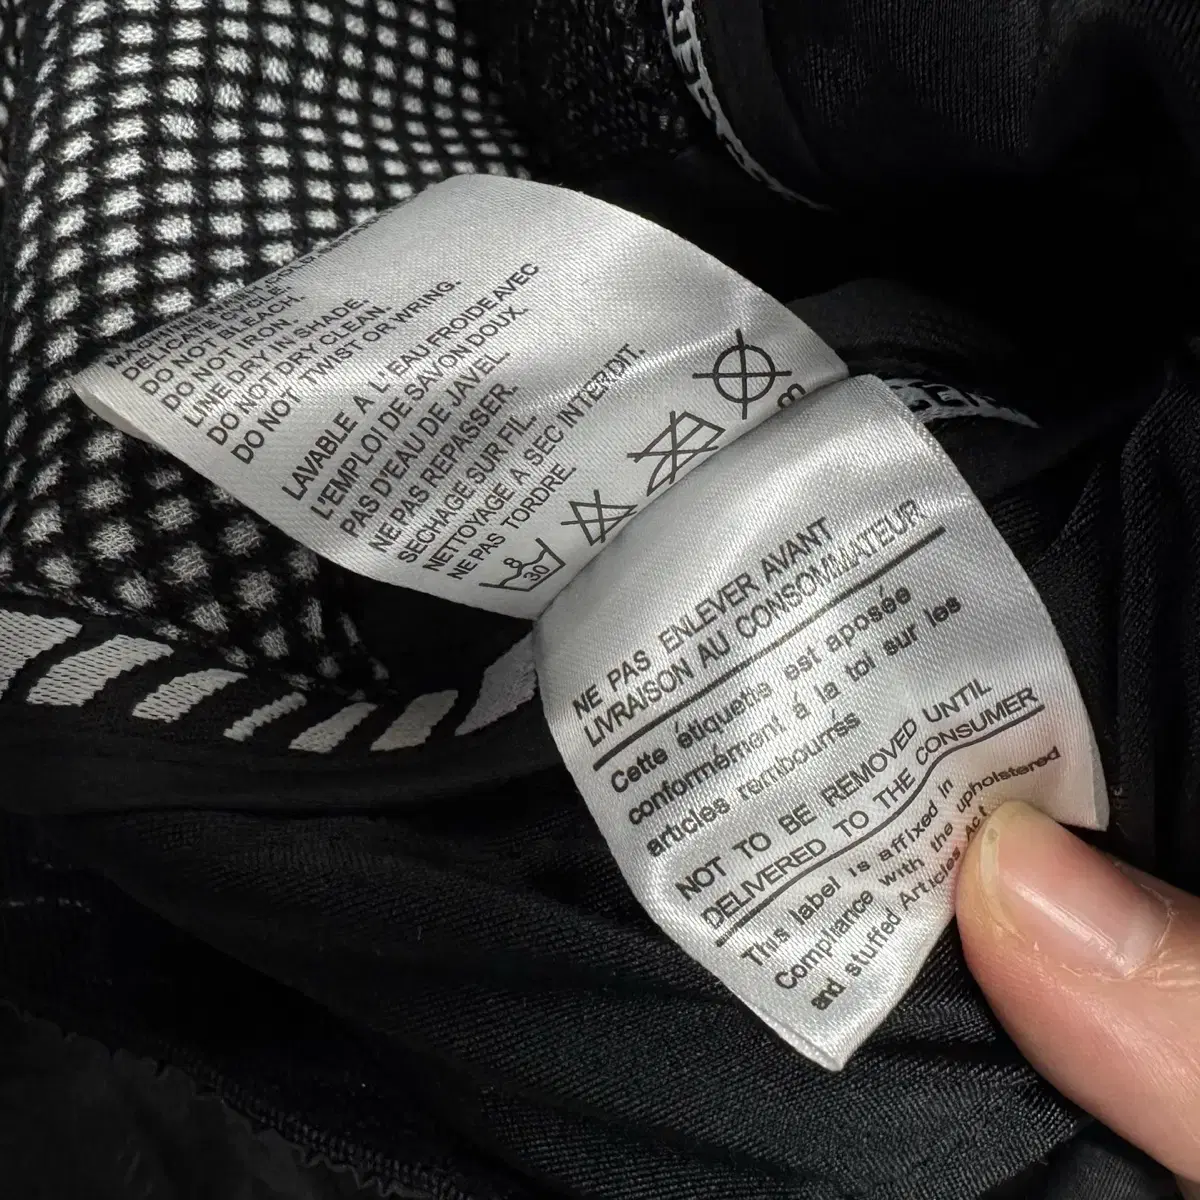 DELICATE CYCLE.
DO NOT BLEACH.
DO NOT IRON.
LINE DRY IN SHADE.
DO NOT DRY CLEAN.
DO NOT TWIST OR WRING.
LAVABLE A L'EAU FROIDE AVEC
L'EMPLOI DE SAVON DOUX.
PAS D'EAU DE JAVEL.
NE PAS REPASSER.
SECHAGE SUR FIL.
NETTOYAGE A SEC INTERDIT.
NE PAS TORDRE.
8
30
NE PAS ENLEVER AVANT
LIVRAISON AU CONSOMMATEUR
Cette étiquette est aposée
conformément à la toi sur les
articles rembourrés
NOT TO BE REMOVED UNTIL
DELIVERED TO THE CONSUMER
This label is affixed in
Compliance with the upholstered
and stuffed Articles Act